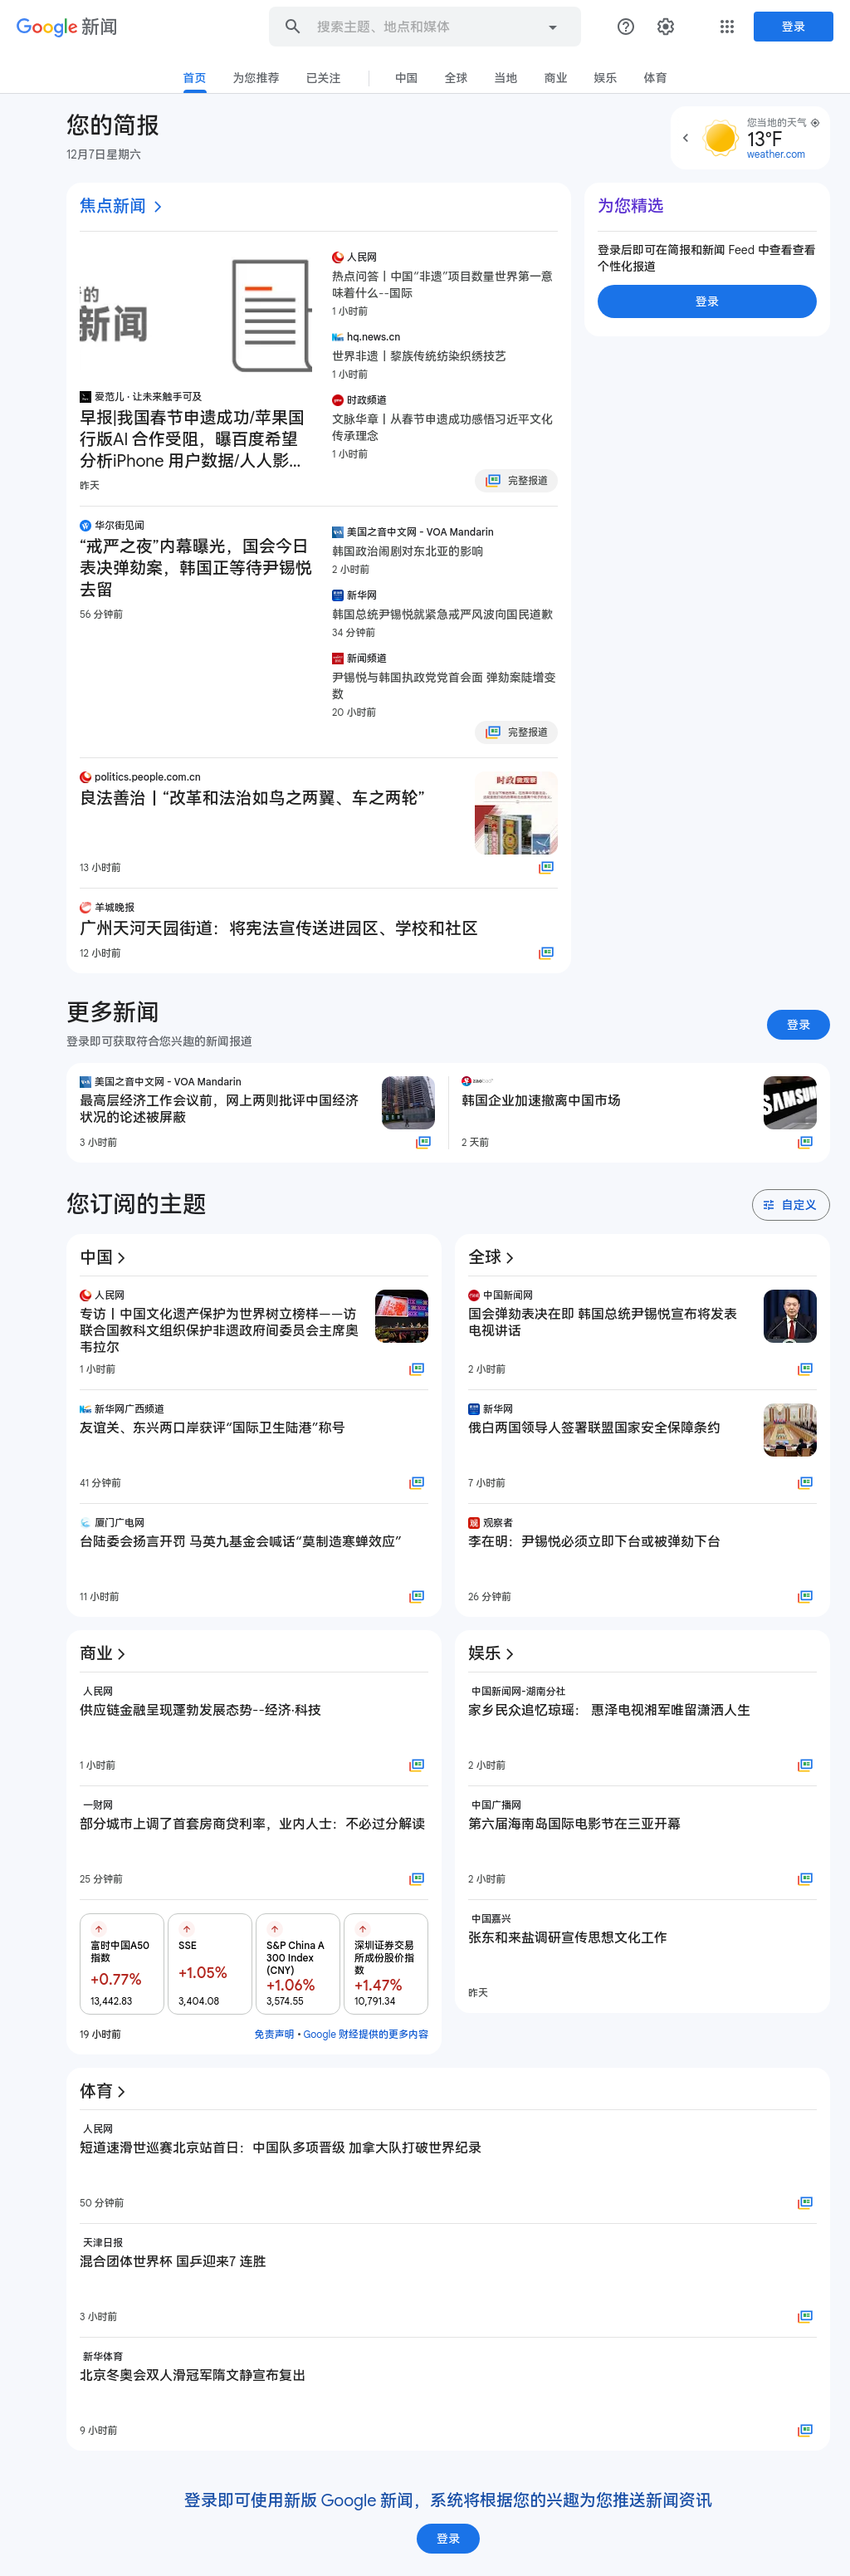 Google 新闻
搜索主题、地点和媒体
登录
首页 为您推荐 已关注 中国 全球 当地 商业 娱乐 体育
您的简报
12月7日星期六
您当地的天气
13°F
weather.com
焦点新闻
的
新闻
爱范儿 · 让未来触手可及
早报|我国春节申遗成功/苹果国
行版AI 合作受阻，曝百度希望
分析iPhone 用户数据/人人影...
昨天
人民网
热点问答丨中国“非遗”项目数量世界第一意
味着什么--国际
1 小时前
hq.news.cn
世界非遗丨黎族传统纺染织绣技艺
1 小时前
时政频道
文脉华章丨从春节申遗成功感悟习近平文化
传承理念
1 小时前
完整报道
华尔街见闻
“戒严之夜”内幕曝光，国会今日
表决弹劾案，韩国正等待尹锡悦
去留
56 分钟前
美国之音中文网 - VOA Mandarin
韩国政治闹剧对东北亚的影响
2 小时前
新华网
韩国总统尹锡悦就紧急戒严风波向国民道歉
34 分钟前
新闻频道
尹锡悦与韩国执政党党首会面 弹劾案陡增变
数
20 小时前
完整报道
politics.people.com.cn
良法善治丨“改革和法治如鸟之两翼、车之两轮”
13 小时前
羊城晚报
广州天河天园街道：将宪法宣传送进园区、学校和社区
12 小时前
为您精选
登录后即可在简报和新闻 Feed 中查看查看
个性化报道
登录
更多新闻
登录即可获取符合您兴趣的新闻报道
登录
美国之音中文网 - VOA Mandarin
最高层经济工作会议前，网上两则批评中国经济
状况的论述被屏蔽
3 小时前
韩国企业加速撤离中国市场
SAMSUN
2 天前
您订阅的主题
自定义
中国
人民网
专访丨中国文化遗产保护为世界树立榜样——访
联合国教科文组织保护非遗政府间委员会主席奥
韦拉尔
1 小时前
新华网广西频道
友谊关、东兴两口岸获评“国际卫生陆港”称号
41 分钟前
厦门广电网
台陆委会扬言开罚 马英九基金会喊话“莫制造寒蝉效应”
11 小时前
全球
中国新闻网
国会弹劾表决在即 韩国总统尹锡悦宣布将发表
电视讲话
2 小时前
新华网
俄白两国领导人签署联盟国家安全保障条约
7 小时前
观察者
李在明：尹锡悦必须立即下台或被弹劾下台
26 分钟前
商业
人民网
供应链金融呈现蓬勃发展态势--经济·科技
1 小时前
一财网
部分城市上调了首套房商贷利率，业内人士：不必过分解读
25 分钟前
富时中国A50
指数
+0.77%
13,442.83
SSE
+1.05%
3,404.08
S&P China A
300 Index
(CNY)
+1.06%
3,574.55
深圳证券交易
所成份股价指
数
+1.47%
10,791.34
19 小时前
免责声明 • Google 财经提供的更多内容
娱乐
中国新闻网-湖南分社
家乡民众追忆琼瑶： 惠泽电视湘军唯留潇洒人生
2 小时前
中国广播网
第六届海南岛国际电影节在三亚开幕
2 小时前
中国嘉兴
张东和来盐调研宣传思想文化工作
昨天
体育
人民网
短道速滑世巡赛北京站首日：中国队多项晋级 加拿大队打破世界纪录
50 分钟前
天津日报
混合团体世界杯 国乒迎来7 连胜
3 小时前
新华体育
北京冬奥会双人滑冠军隋文静宣布复出
9 小时前
登录即可使用新版 Google 新闻，系统将根据您的兴趣为您推送新闻资讯
登录